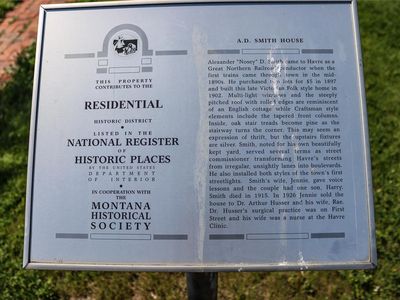 THIS PROPERTY
CONTRIBUTES TO THE
RESIDENTIAL
HISTORIC DISTRICT
LISTED IN THE
NATIONAL REGISTER
OF
HISTORIC PLACES
BY THE UNITED STATES
DEPARTMENT
OF INTERIOR
IN COOPERATION WITH
THE
MONTANA
HISTORICAL
SOCIETY
A.D. SMITH HOUSE
Alexander "Nosey" D. Smith came to Havre as a
Great Northern Railroad conductor when the
first trains came through town in the mid-
1890s. He purchased two lots for $5 in 1897
and built this late Victorian Folk style home in
1902. Multi-light windows and the steeply
pitched roof with rolled edges are reminiscent
of an English cottage while Craftsman style
elements include the tapered front columns.
Inside, oak stair treads become pine as the
stairway turns the corner. This may seem an
expression of thrift, but the upstairs fixtures
are silver. Smith, noted for his own beautifully
kept yard, served several terms as street
commissioner transforming Havre's streets
from irregular, unsightly lanes into boulevards.
He also installed both styles of the town's first
streetlights. Smith's wife, Jennie, gave voice
lessons and the couple had one son, Harry.
Smith died in 1915. In 1926 Jennie sold the
house to Dr. Arthur Husser and his wife, Rae.
Dr. Husser's surgical practice was on First
Street and his wife was a nurse at the Havre
Clinic.